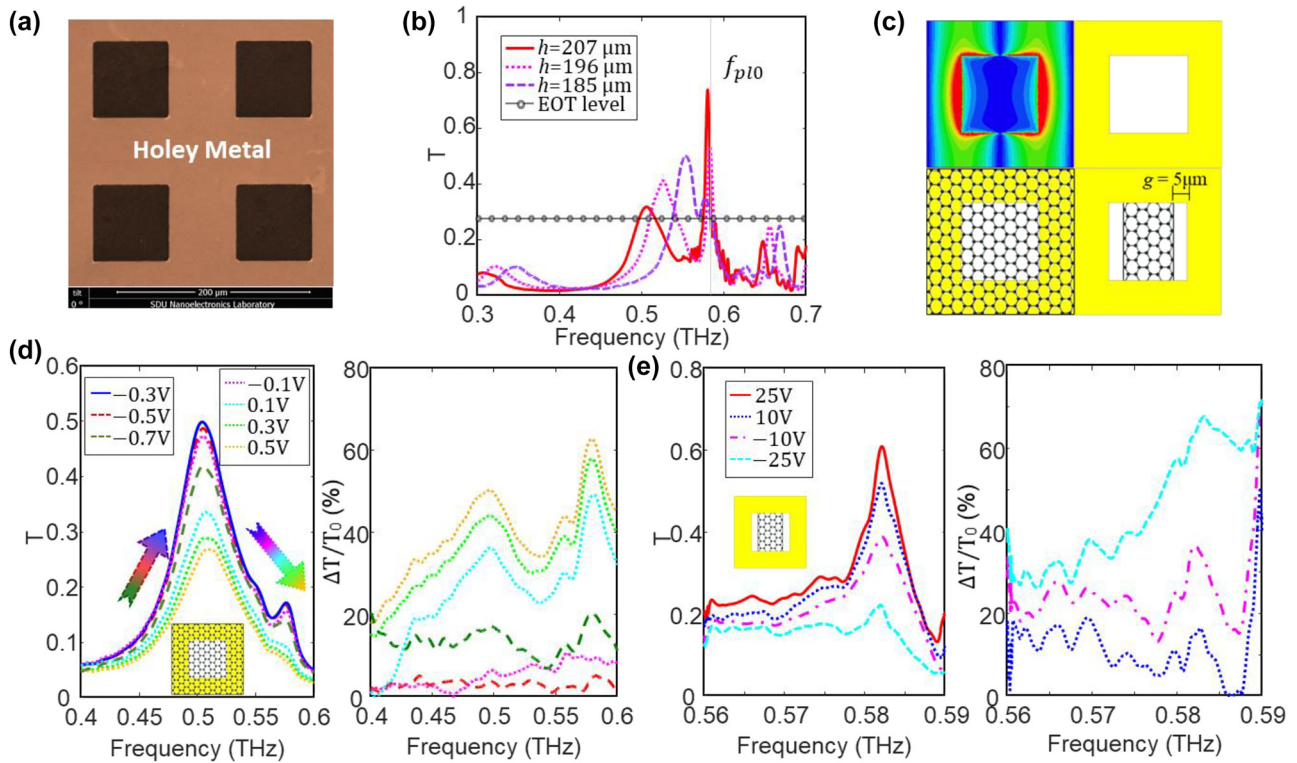 (a)
Holey Metal
tilt
0 °
200 µm
SDU Nanoelectronics Laboratory
(b)
h=207 µm
h=196 µm
h=185 µm
EOT level
f_pl0
T
1
0.8
0.6
0.4
0.2
0
0.3 0.4 0.5 0.6 0.7
Frequency (THz)
(c)
g = 5µm
(d)
0.6
0.5
0.4
0.3
0.2
0.1
0
T
−0.3V
−0.5V
−0.7V
−0.1V
0.1V
0.3V
0.5V
0.4 0.45 0.5 0.55 0.6
Frequency (THz)
80
60
40
20
0
ΔT/T₀ (%)
0.4 0.45 0.5 0.55 0.6
Frequency (THz)
(e)
0.8
0.6
0.4
0.2
0
T
25V
10V
−10V
−25V
0.56 0.57 0.58 0.59
Frequency (THz)
80
60
40
20
0
ΔT/T₀ (%)
0.56 0.57 0.58 0.59
Frequency (THz)